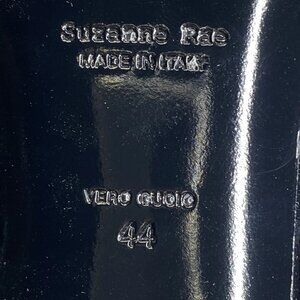 Suzanne Rae
MADE IN ITALY
VERO CUOIO
44